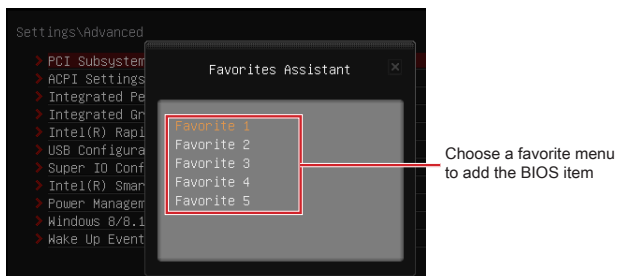 Settings\Advanced
PCI Subsystem
ACPI Settings
Integrated Pe
Integrated Gr
Intel(R) Rapi
USB Configura
Super IO Conf
Intel(R) Smar
Power Managem
Windows 8/8.1
Wake Up Event
Favorites Assistant
Favorite 1
Favorite 2
Favorite 3
Favorite 4
Favorite 5
Choose a favorite menu
to add the BIOS item